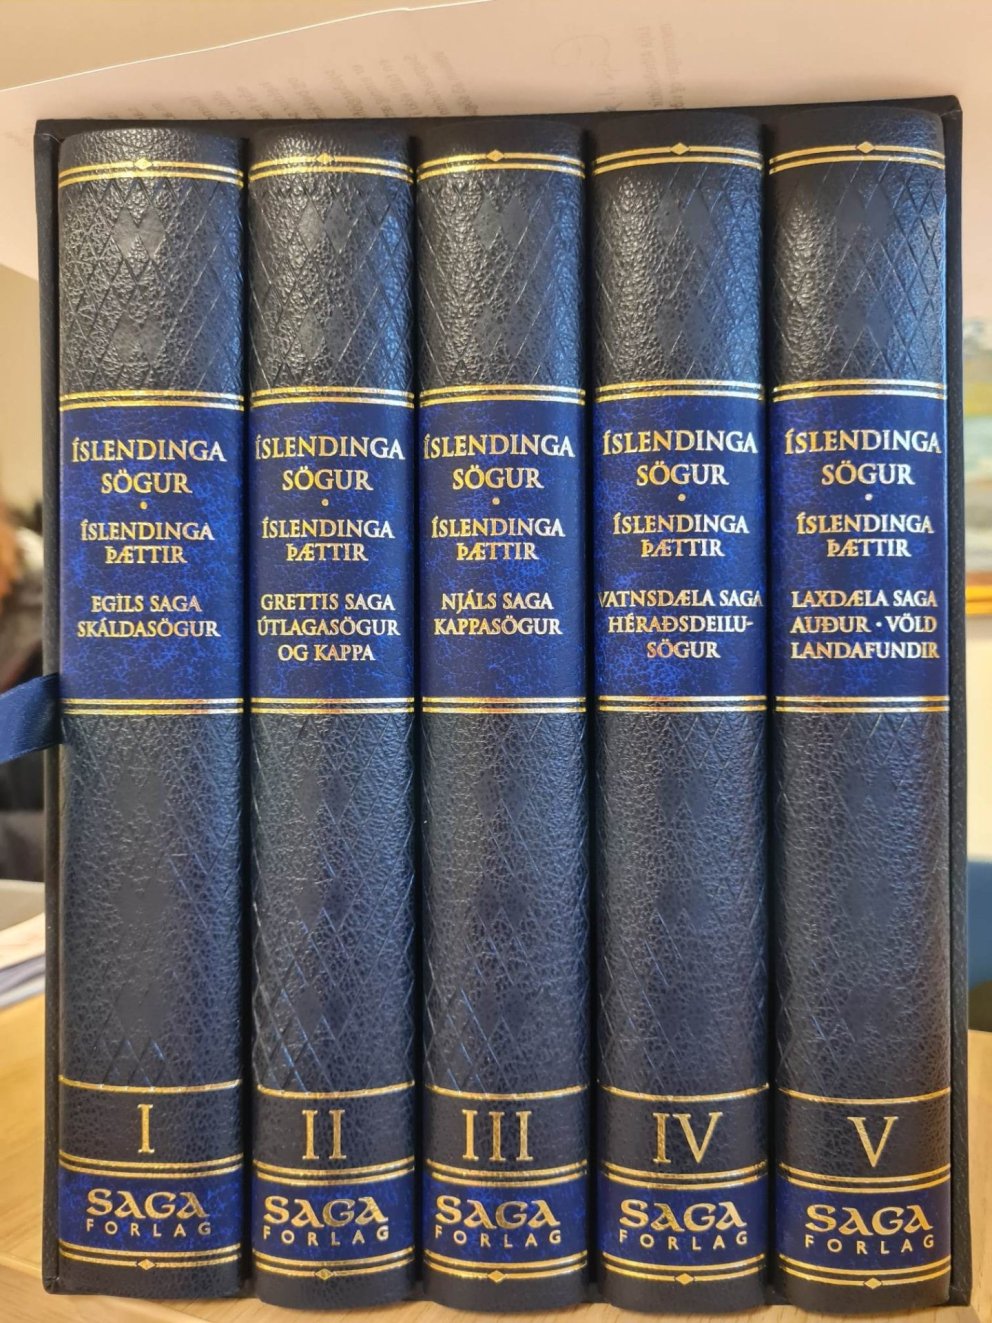 ÍSLENDINGA
SÖGUR
ÍSLENDINGA
ÞÆTTIR
EGILS SAGA
SKÁLDASÖGUR
I
SAGA
FORLAG
ÍSLENDINGA
SÖGUR
ÍSLENDINGA
ÞÆTTIR
GRETTIS SAGA
ÚTLAGASÖGUR
OG KAPPA
II
SAGA
FORLAG
ÍSLENDINGA
SÖGUR
ÍSLENDINGA
ÞÆTTIR
NJÁLS SAGA
KAPPASÖGUR
III
SAGA
FORLAG
ÍSLENDINGA
SÖGUR
ÍSLENDINGA
ÞÆTTIR
VATNSDÆLA SAGA
HÉRAÐSDEILU-
SÖGUR
IV
SAGA
FORLAG
ÍSLENDINGA
SÖGUR
ÍSLENDINGA
ÞÆTTIR
LAXDÆLA SAGA
AUÐUR · VÖLD
LANDAFUNDIR
V
SAGA
FORLAG